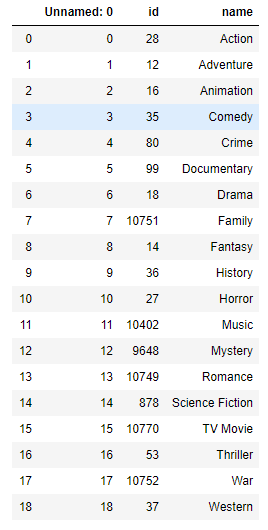 Unnamed: 0 id name
0 0 28 Action
1 1 12 Adventure
2 2 16 Animation
3 3 35 Comedy
4 4 80 Crime
5 5 99 Documentary
6 6 18 Drama
7 7 10751 Family
8 8 14 Fantasy
9 9 36 History
10 10 27 Horror
11 11 10402 Music
12 12 9648 Mystery
13 13 10749 Romance
14 14 878 Science Fiction
15 15 10770 TV Movie
16 16 53 Thriller
17 17 10752 War
18 18 37 Western